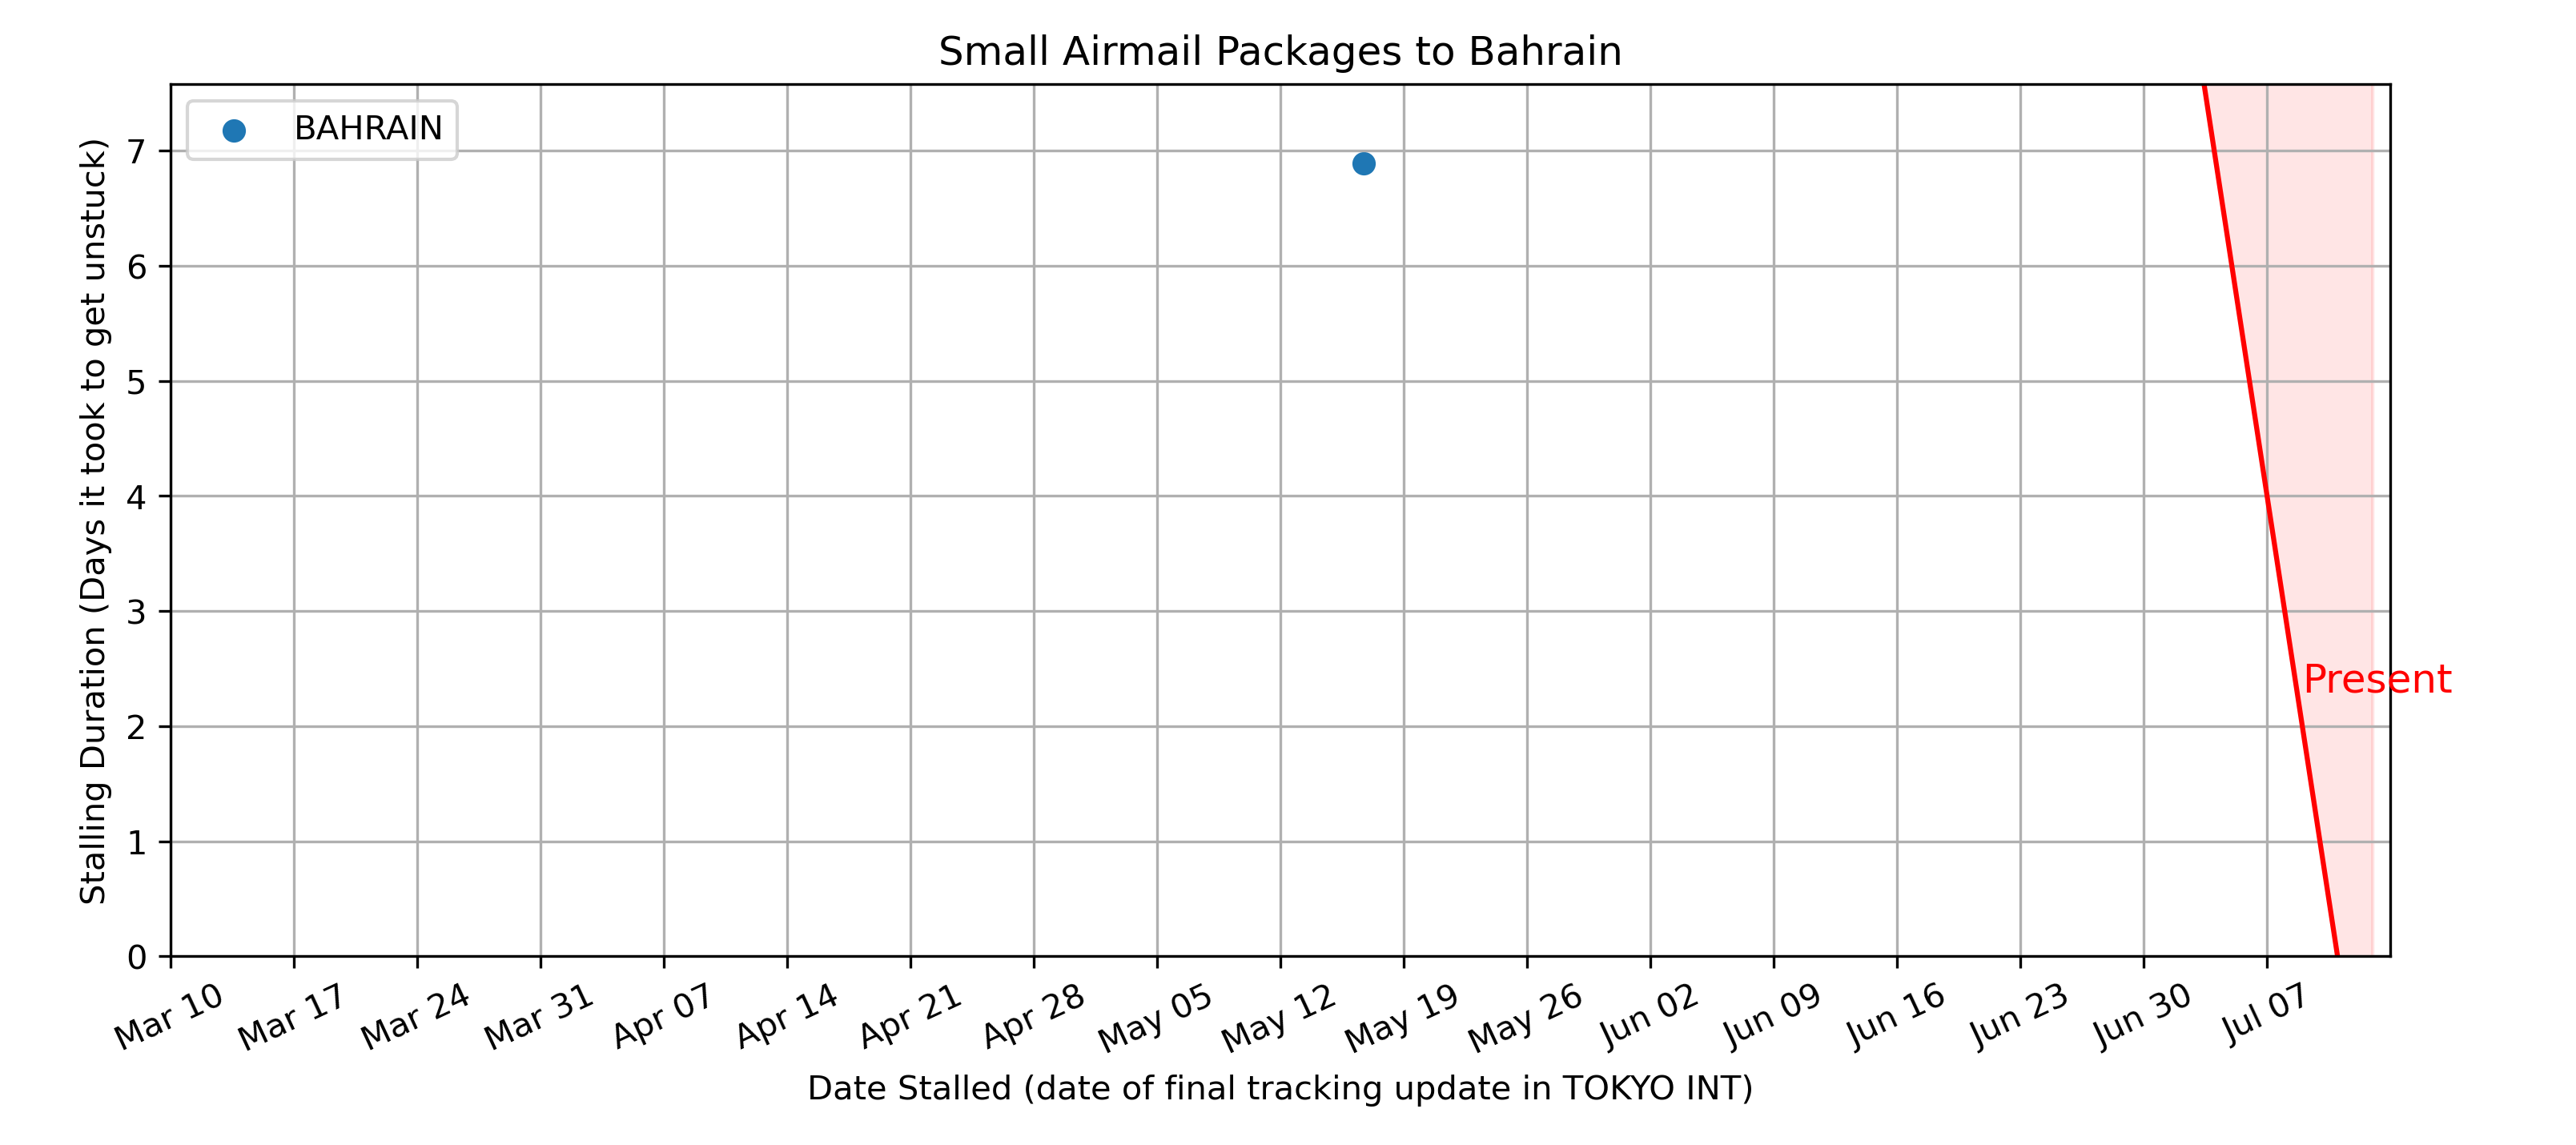 Small Airmail Packages to Bahrain
BAHRAIN
Stalling Duration (Days it took to get unstuck)
7
6
5
4
3
2
1
0
Present
Mar 10
Mar 17
Mar 24
Mar 31
Apr 07
Apr 14
Apr 21
Apr 28
May 05
May 12
May 19
May 26
Jun 02
Jun 09
Jun 16
Jun 23
Jun 30
Jul 07
Date Stalled (date of final tracking update in TOKYO INT)